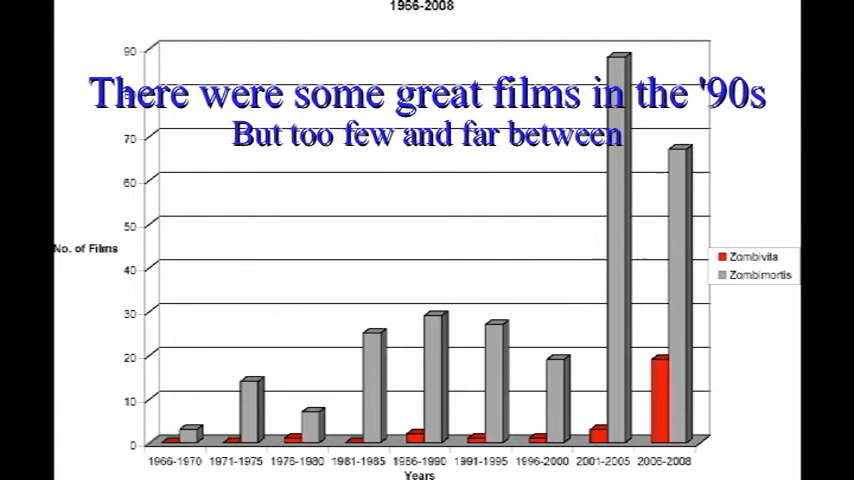 1966-2008
There were some great films in the '90s
But too few and far between
90
70
60
50
40
30
20
10
0
No. of Films
Zombivita
Zombimortis
1966-1970 1971-1975 1976-1980 1981-1985 1986-1990 1991-1995 1996-2000 2001-2005 2006-2008
Years